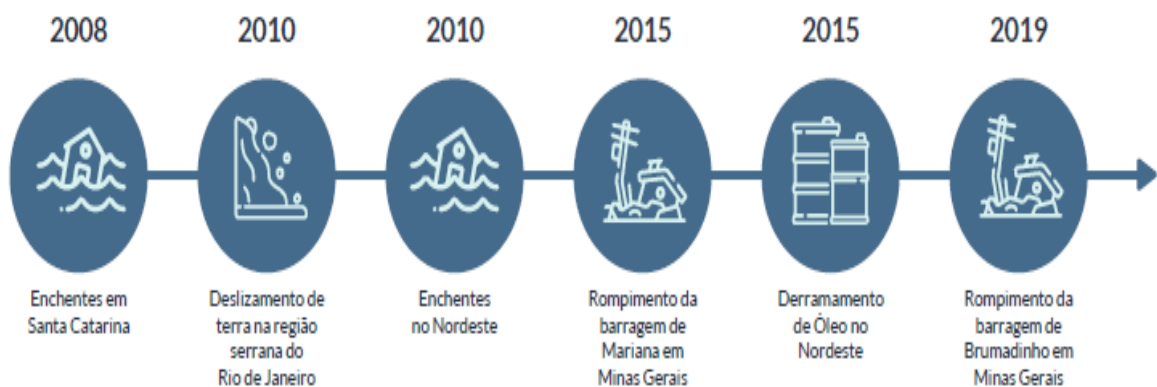 2008
2010
2010
2015
2015
2019
Enchentes em
Santa Catarina
Deslizamento de
terra na região
serrana do
Rio de Janeiro
Enchentes
no Nordeste
Rompimento da
barragem de
Mariana em
Minas Gerais
Derramamento
de Óleo no
Nordeste
Rompimento da
barragem de
Brumadinho em
Minas Gerais